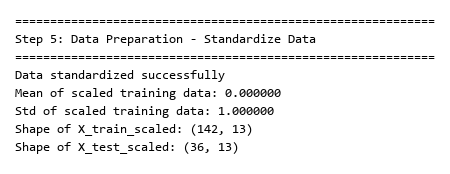 ============================================================
Step 5: Data Preparation - Standardize Data
============================================================
Data standardized successfully
Mean of scaled training data: 0.000000
Std of scaled training data: 1.000000
Shape of X_train_scaled: (142, 13)
Shape of X_test_scaled: (36, 13)